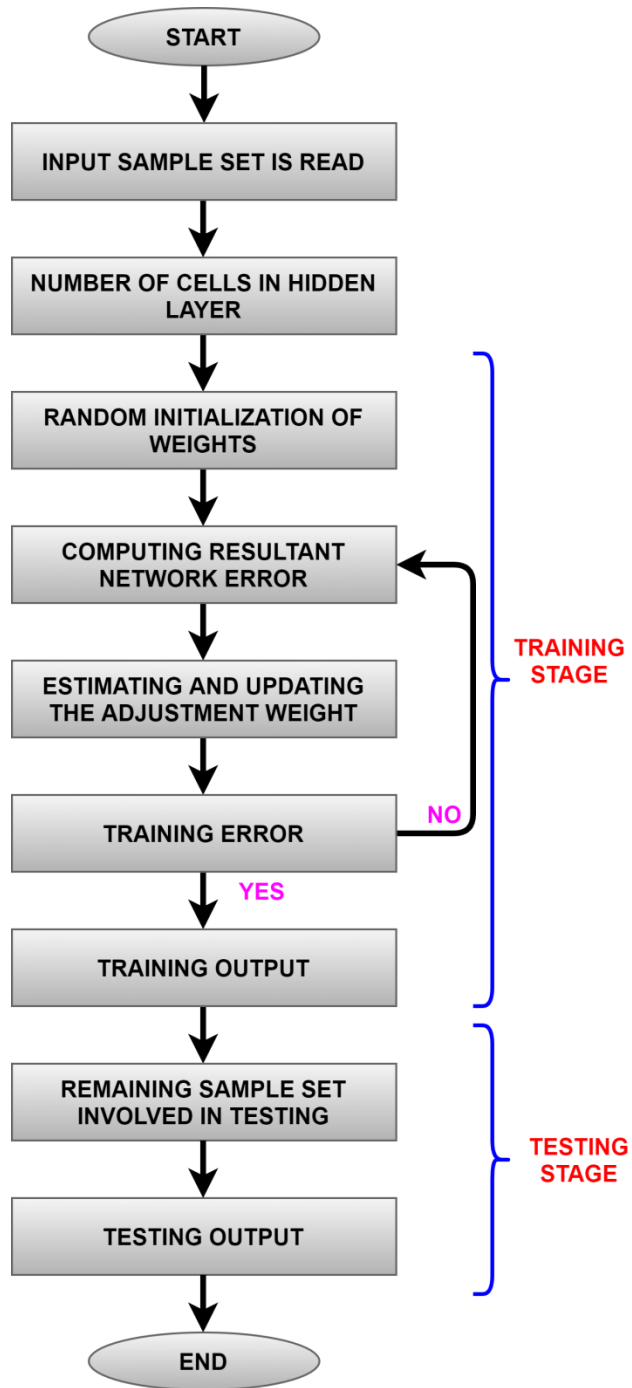 START
INPUT SAMPLE SET IS READ
NUMBER OF CELLS IN HIDDEN
LAYER
RANDOM INITIALIZATION OF
WEIGHTS
COMPUTING RESULTANT
NETWORK ERROR
ESTIMATING AND UPDATING
THE ADJUSTMENT WEIGHT
TRAINING ERROR
NO
YES
TRAINING OUTPUT
TRAINING
STAGE
REMAINING SAMPLE SET
INVOLVED IN TESTING
TESTING OUTPUT
TESTING
STAGE
END